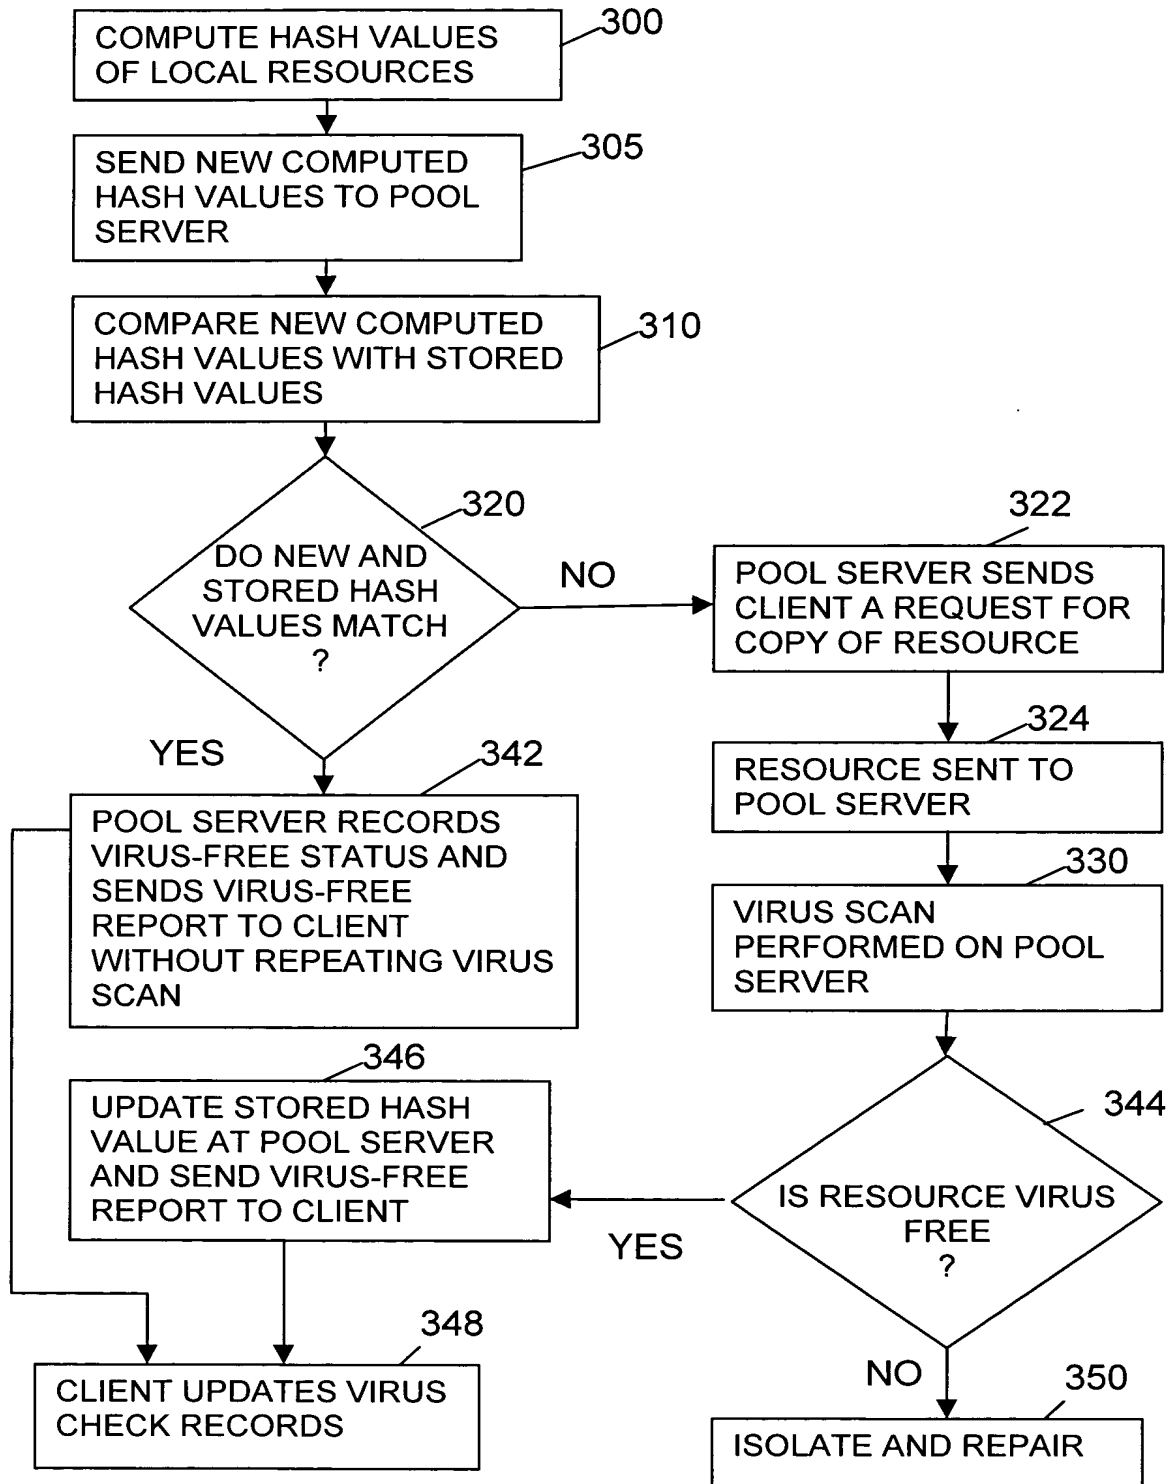 COMPUTE HASH VALUES
OF LOCAL RESOURCES
300
SEND NEW COMPUTED
HASH VALUES TO POOL
SERVER
305
COMPARE NEW COMPUTED
HASH VALUES WITH STORED
HASH VALUES
310
DO NEW AND
STORED HASH
VALUES MATCH
?
320
NO
YES
322
POOL SERVER SENDS
CLIENT A REQUEST FOR
COPY OF RESOURCE
324
RESOURCE SENT TO
POOL SERVER
342
POOL SERVER RECORDS
VIRUS-FREE STATUS AND
SENDS VIRUS-FREE
REPORT TO CLIENT
WITHOUT REPEATING VIRUS
SCAN
330
VIRUS SCAN
PERFORMED ON POOL
SERVER
344
IS RESOURCE VIRUS
FREE
?
YES
346
UPDATE STORED HASH
VALUE AT POOL SERVER
AND SEND VIRUS-FREE
REPORT TO CLIENT
348
CLIENT UPDATES VIRUS
CHECK RECORDS
NO
350
ISOLATE AND REPAIR